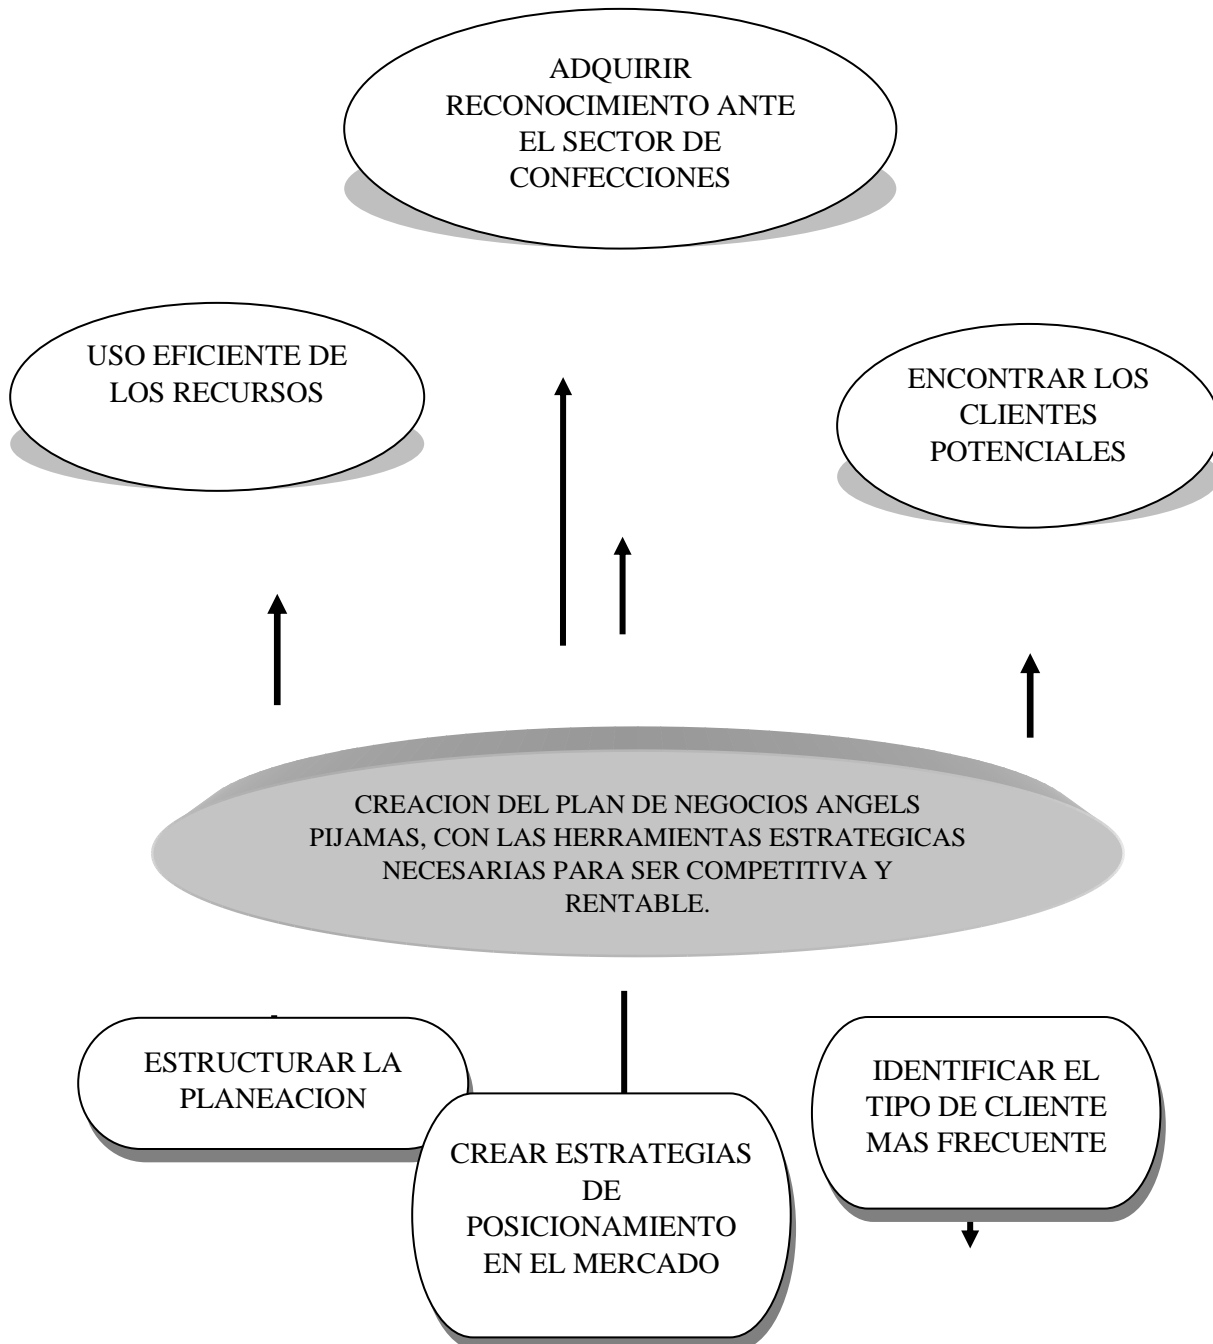 ADQUIRIR
RECONOCIMIENTO ANTE
EL SECTOR DE
CONFECCIONES
USO EFICIENTE DE
LOS RECURSOS
ENCONTRAR LOS
CLIENTES
POTENCIALES
CREACION DEL PLAN DE NEGOCIOS ANGELS
PIJAMAS, CON LAS HERRAMIENTAS ESTRATEGICAS
NECESARIAS PARA SER COMPETITIVA Y
RENTABLE.
ESTRUCTURAR LA
PLANEACION
CREAR ESTRATEGIAS
DE
POSICIONAMIENTO
EN EL MERCADO
IDENTIFICAR EL
TIPO DE CLIENTE
MAS FRECUENTE